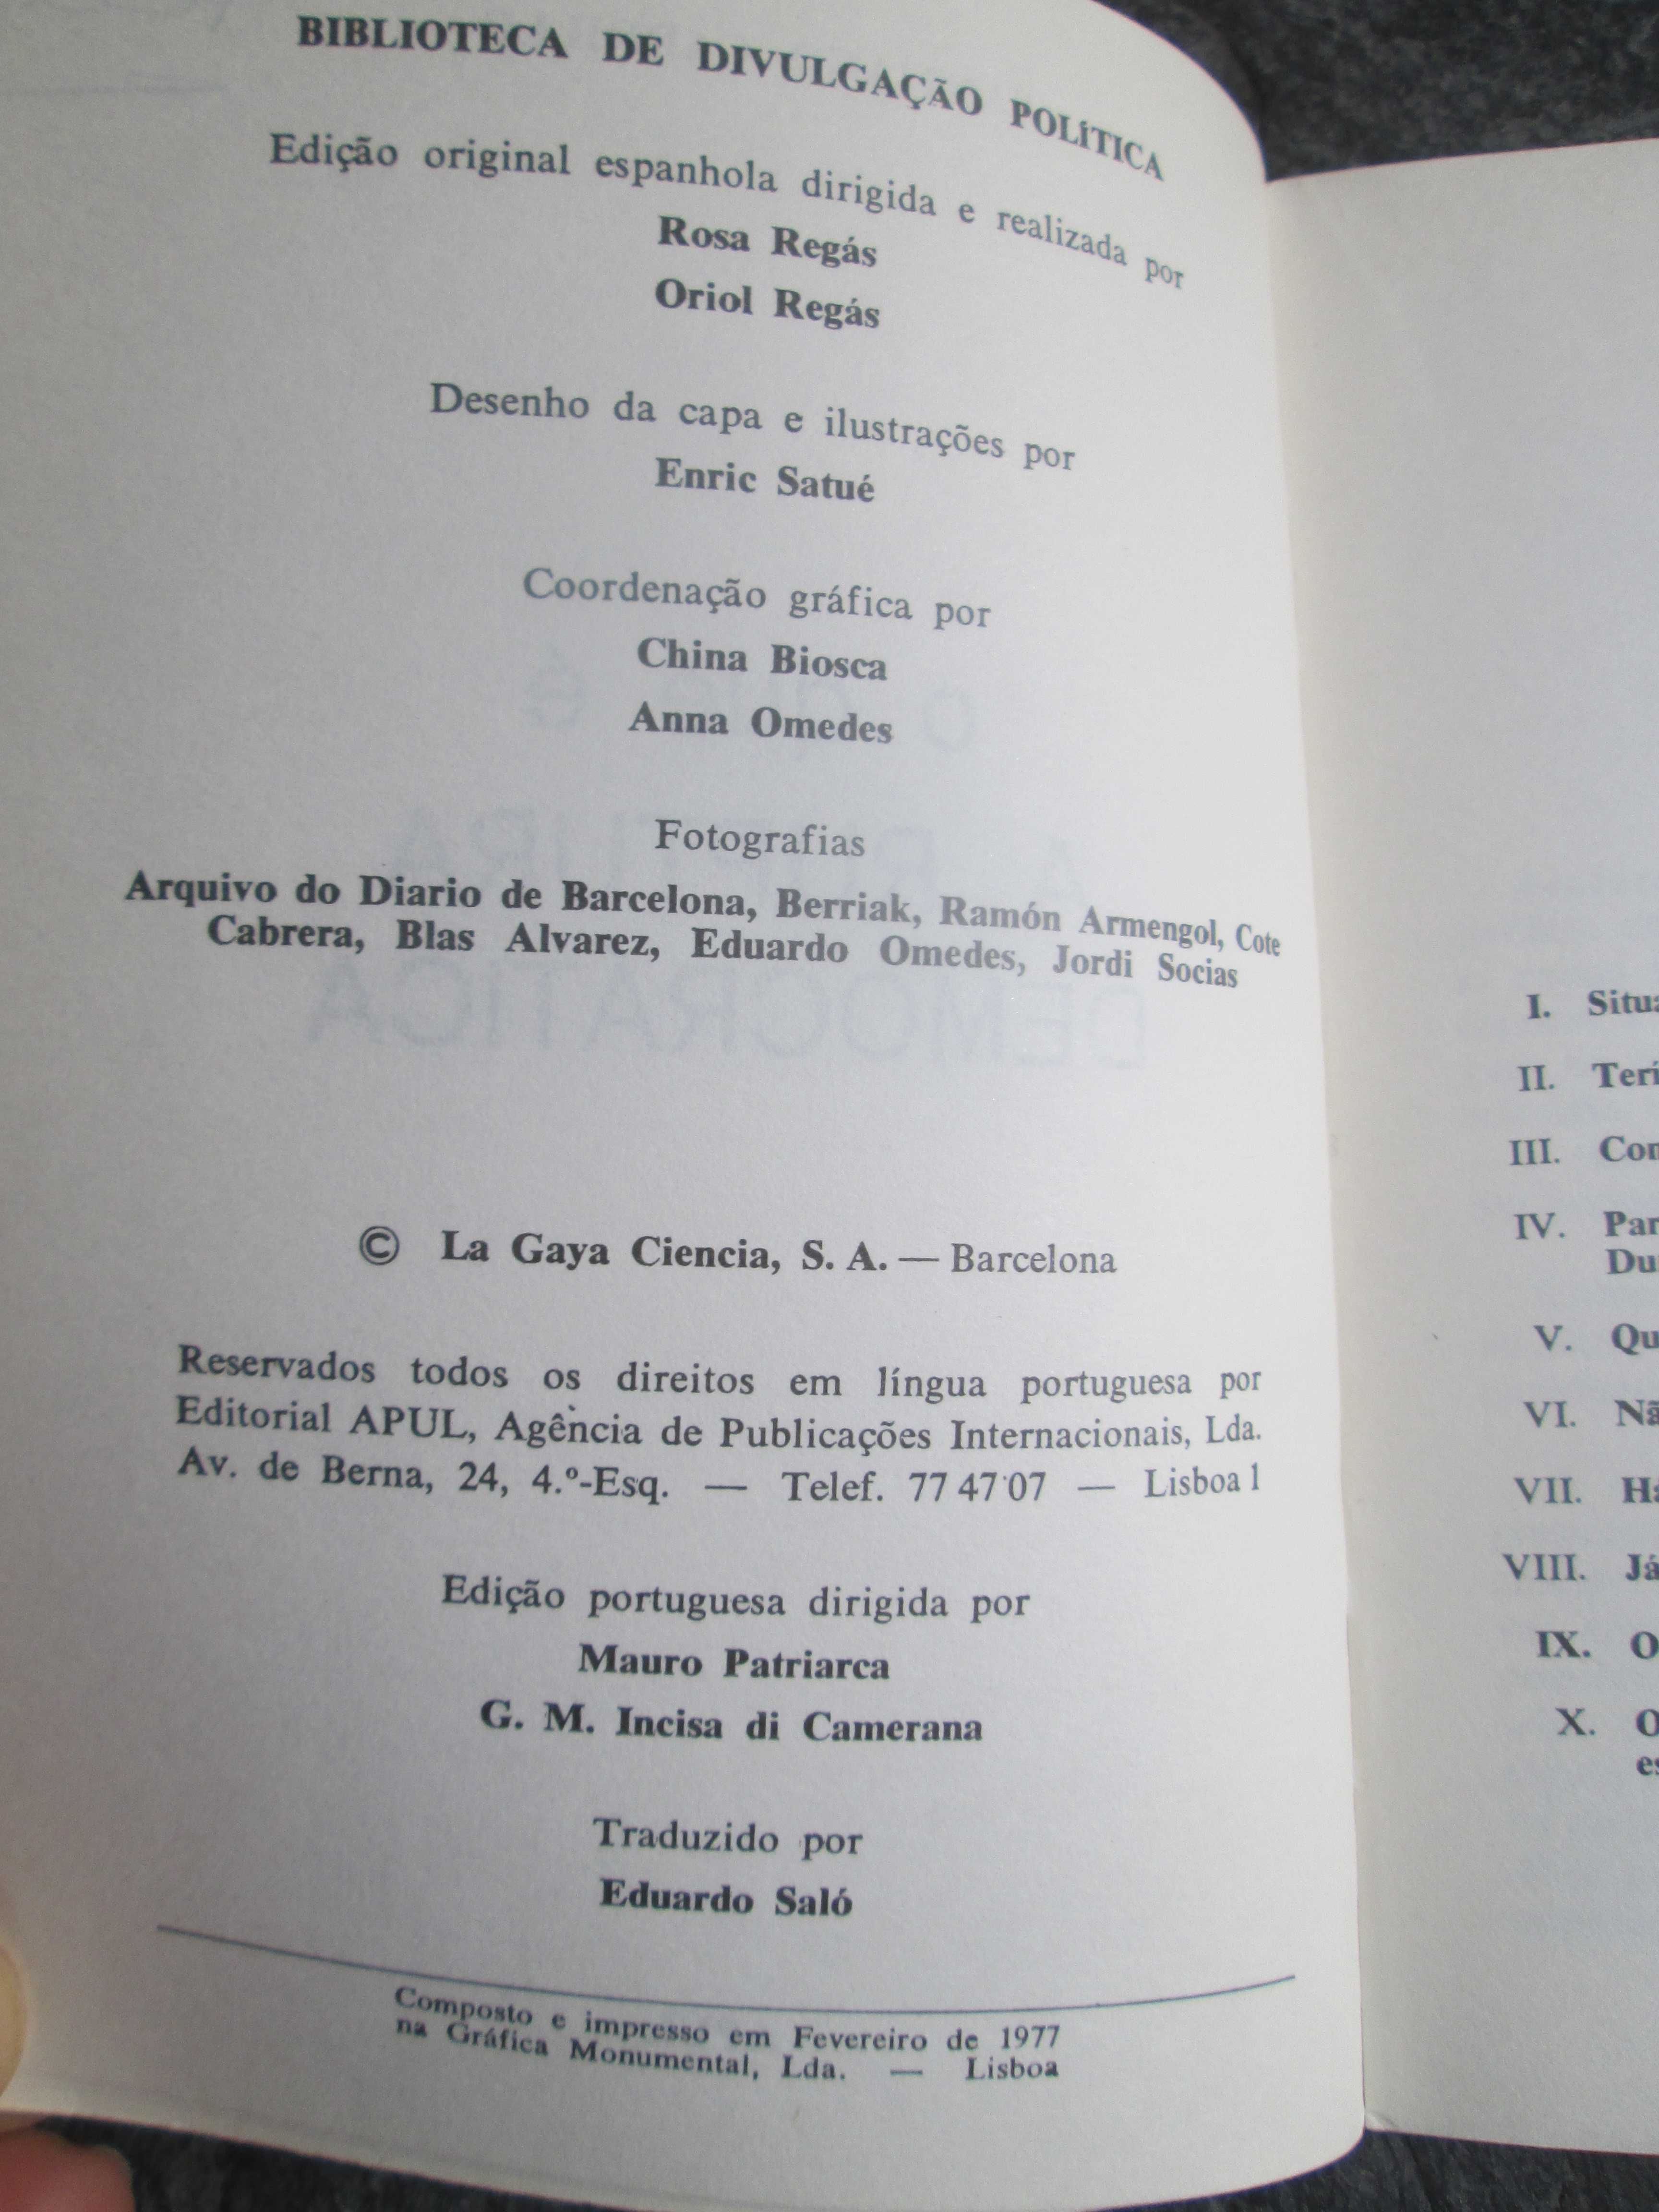 BIBLIOTECA DE DIVULGAÇÃO POLÍTICA
Edição original espanhola dirigida e realizada por
Rosa Regás
Oriol Regás
Desenho da capa e ilustrações por
Enric Satué
Coordenação gráfica por
China Biosca
Anna Omedes
Fotografias
Arquivo do Diario de Barcelona, Berriak, Ramón Armengol, Cote
Cabrera, Blas Alvarez, Eduardo Omedes, Jordi Socias
© La Gaya Ciencia, S. A. — Barcelona
Reservados todos os direitos em língua portuguesa por
Editorial APUL, Agência de Publicações Internacionais, Lda.
Av. de Berna, 24, 4.º-Esq. — Telef. 77 47 07 — Lisboa 1
Edição portuguesa dirigida por
Mauro Patriarca
G. M. Incisa di Camerana
Traduzido por
Eduardo Saló
Composto e impresso em Fevereiro de 1977
na Gráfica Monumental, Lda. — Lisboa
I.
II.
III.
IV.
V.
VI.
VII.
VIII. Já
IX. O
X. O